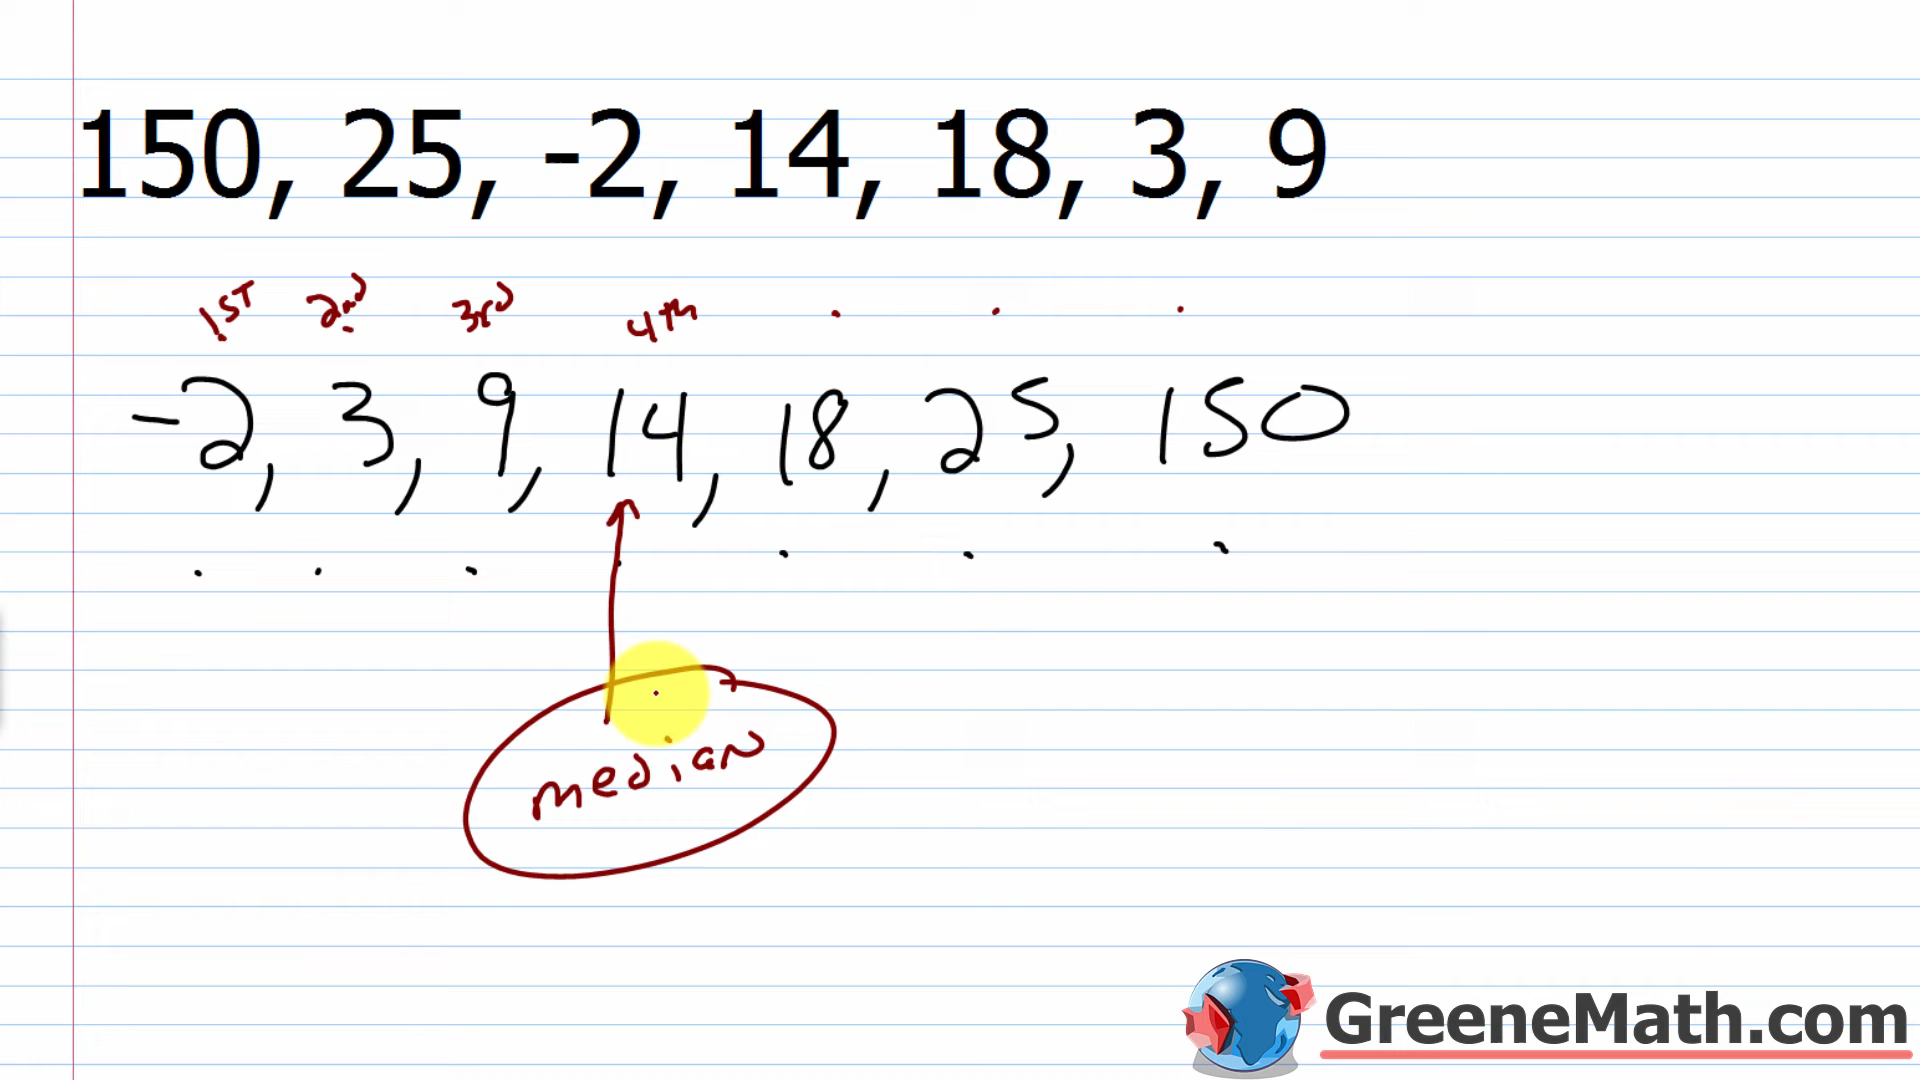 150, 25, -2, 14, 18, 3, 9
1ST 2nd 3rd 4th
-2, 3, 9, 14, 18, 25, 150
median
GreeneMath.com